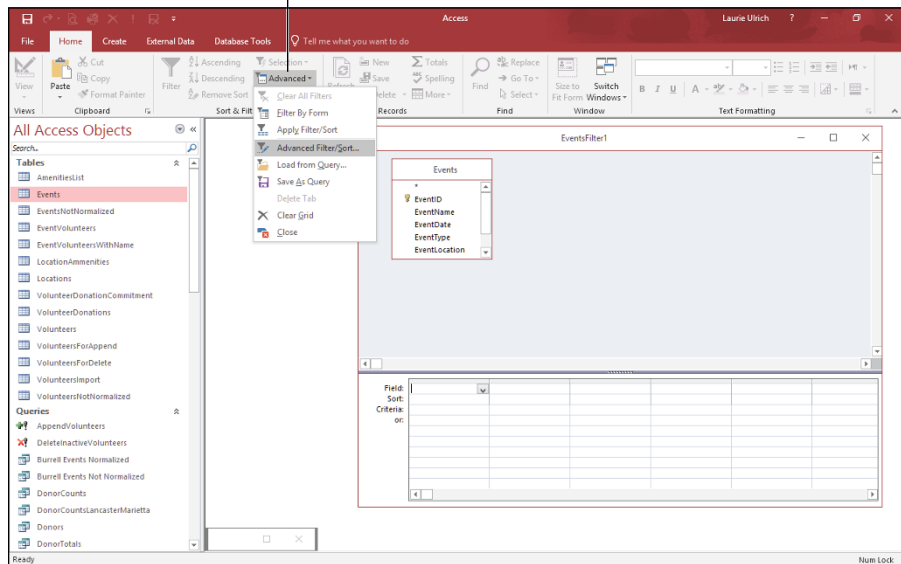 Access
Laurie Ulrich ?
File Home Create External Data Database Tools Tell me what you want to do
View
Paste
Cut
Copy
Format Painter
Filter
Ascending
Descending
Remove Sort
Selection
Advanced
New
Save
Totals
Spelling
More
Find
Replace
Go To
Select
Size to Fit Form
Switch Windows
B I U A
Views Clipboard Sort & Filt Records Find Window Text Formatting
Clear All Filters
Filter By Form
Apply Filter/Sort
Advanced Filter/Sort...
Load from Query...
Save As Query
Delete Tab
Clear Grid
Close
All Access Objects
Search...
Tables
AmenitiesList
Events
EventsNotNormalized
EventVolunteers
EventVolunteersWithName
LocationAmmenities
Locations
VolunteerDonationCommitment
VolunteerDonations
Volunteers
VolunteersForAppend
VolunteersForDelete
VolunteersImport
VolunteersNotNormalized
Queries
AppendVolunteers
DeleteInactiveVolunteers
Burrell Events Normalized
Burrell Events Not Normalized
DonorCounts
DonorCountsLancasterMarietta
Donors
DonorTotals
EventsFilter1
Events
*
EventID
EventName
EventDate
EventType
EventLocation
Field:
Sort:
Criteria:
or:
Ready
Num Lock